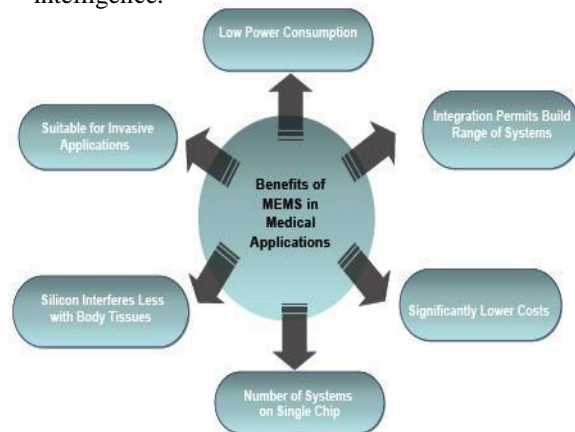 intelligence.
Low Power Consumption
Suitable for Invasive
Applications
Integration Permits Build
Range of Systems
Benefits of
MEMS in
Medical
Applications
Silicon Interferes Less
with Body Tissues
Significantly Lower Costs
Number of Systems
on Single Chip